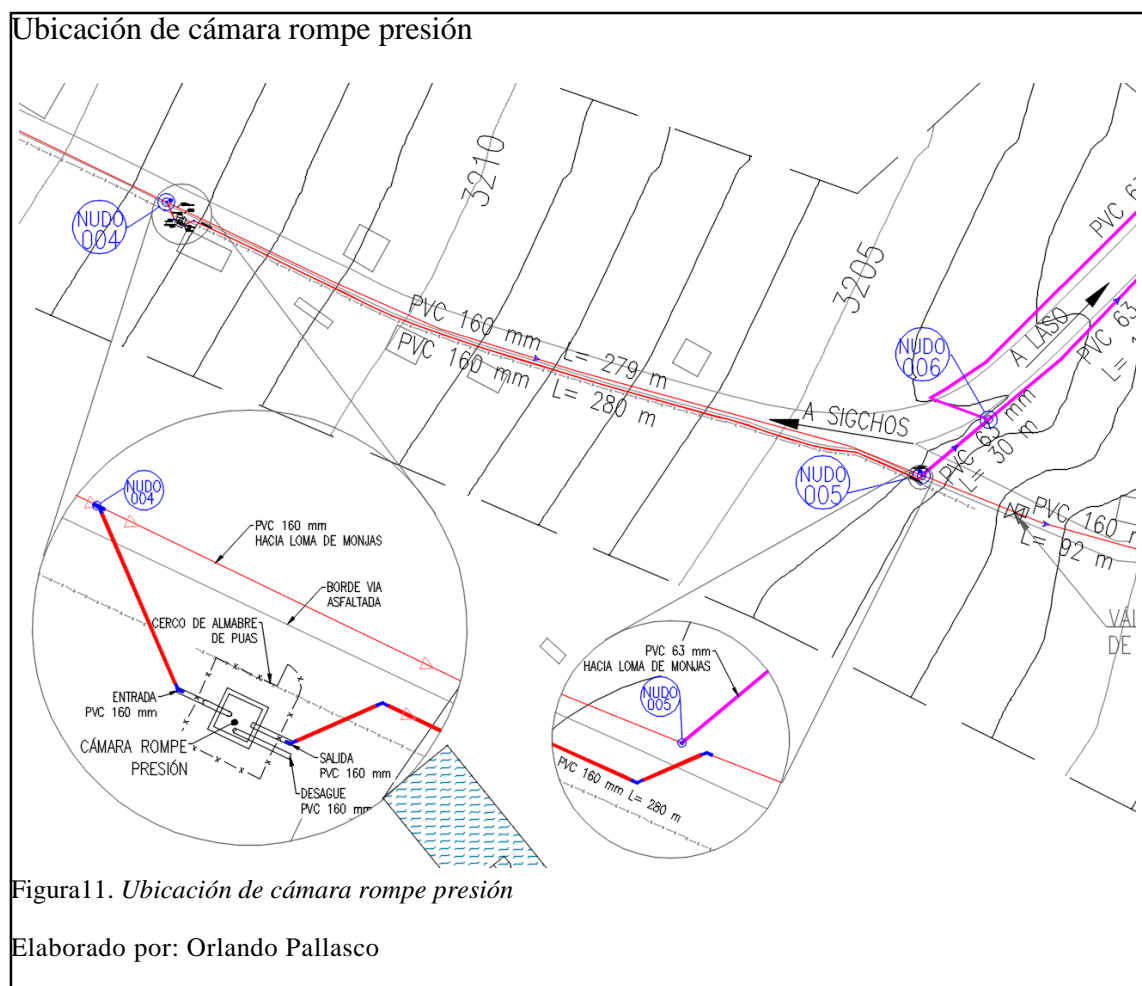 Ubicación de cámara rompe presión
NUDO
004
3210
3205
PVC 160 mm L= 279 m
PVC 160 mm L= 280 m
A SIGCHOS
A LASO
NUDO
006
NUDO
005
PVC 63 mm
L= 30 m
PVC 63
PVC 160
L= 92 m
NUDO
004
PVC 160 mm
HACIA LOMA DE MONJAS
BORDE VIA
ASFALTADA
CERCO DE ALMABRE
DE PUAS
ENTRADA
PVC 160 mm
CÁMARA ROMPE
PRESIÓN
SALIDA
PVC 160 mm
DESAGUE
PVC 160 mm
PVC 63 mm
HACIA LOMA DE MONJAS
NUDO
005
PVC 160 mm L= 280 m
Figura11. Ubicación de cámara rompe presión
Elaborado por: Orlando Pallasco